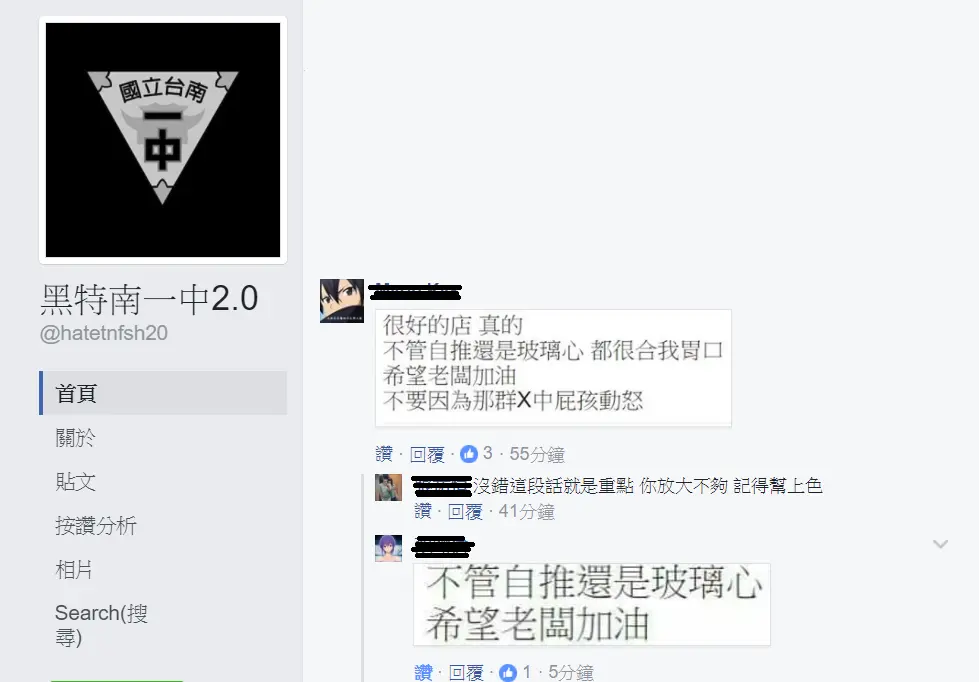 國立台南
一中
黑特南一中2.0
@hatetnfsh20
首頁
關於
貼文
按讚分析
相片
Search(搜
尋)
很好的店 真的
不管自推還是玻璃心 都很合我胃口
希望老闆加油
不要因為那群X中屁孩動怒
讚 · 回覆 · 3 · 55分鐘
沒錯這段話就是重點 你放大不夠 記得幫上色
讚 · 回覆 · 41分鐘
不管自推還是玻璃心
希望老闆加油
讚 · 回覆 · 1 · 5分鐘